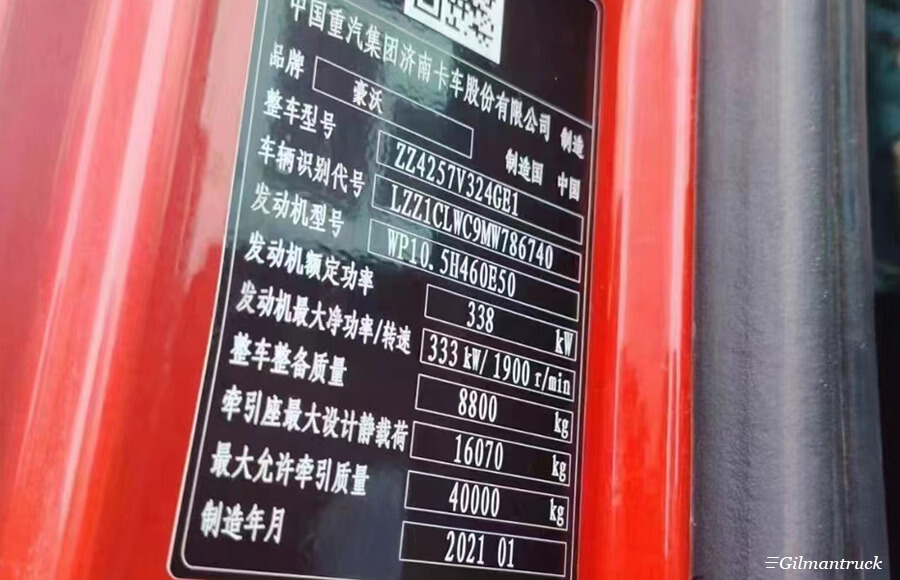 中国重汽集团济南卡车股份有限公司 制造
品牌 豪沃 制造国 中国
整车型号 ZZ4257V324GE1
车辆识别代号 LZZ1CLWC9MW786740
发动机型号 WP10.5H460E50
发动机额定功率 338 kW
发动机最大净功率/转速 333 kW/ 1900 r/min
整车整备质量 8800 kg
牵引座最大设计静载荷 16070 kg
最大允许牵引质量 40000 kg
制造年月 2021 01
Gilmantruck